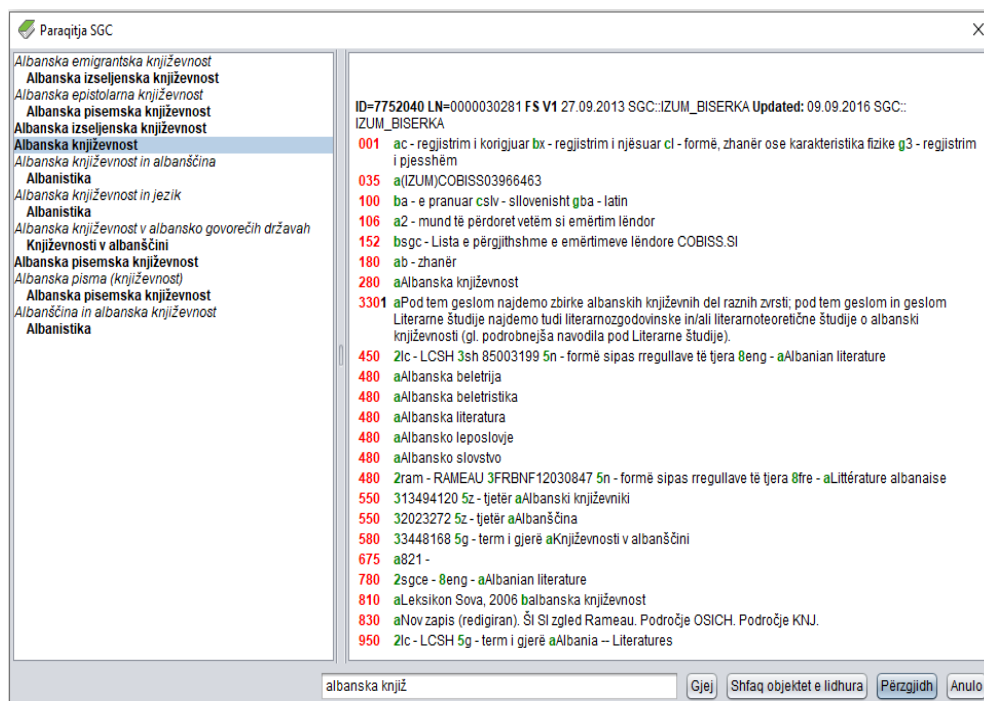 Paraqitja SGC
Albanska emigrantska književnost
Albanska izseljenska književnost
Albanska epistolarna književnost
Albanska pisemska književnost
Albanska izseljenska književnost
Albanska književnost
Albanska književnost in albanščina
Albanistika
Albanska književnost in jezik
Albanistika
Albanska književnost v albansko govorečih državah
Književnosti v albanščini
Albanska pisemska književnost
Albanska pisma (književnost)
Albanska pisemska književnost
Albanščina in albanska književnost
Albanistika
ID=7752040 LN=0000030281 FS V1 27.09.2013 SGC::IZUM_BISERKA Updated: 09.09.2016 SGC::
IZUM_BISERKA
001 ac - regjistrim i korigjuar bx - regjistrim i njësuar cl - formë, zhanër ose karakteristika fizike g3 - regjistrim
i pjesshëm
035 a(IZUM)COBISS03966463
100 ba - e pranuar cslv - sllovenisht gba - latin
106 a2 - mund të përdoret vetëm si emërtim lëndor
152 bsgc - Lista e përgjithshme e emërtimeve lëndore COBISS.SI
180 ab - zhanër
280 aAlbanska književnost
3301 aPod tem geslom najdemo zbirke albanskih književnih del raznih zvrsti; pod tem geslom in geslom
Literarne študije najdemo tudi literarnozgodovinske in/ali literarnoteoretične študije o albanski
književnosti (gl. podrobnejša navodila pod Literarne študije).
450 2lc - LCSH 3sh 85003199 5n - formë sipas rregullave të tjera 8eng - aAlbanian literature
480 aAlbanska beletrija
480 aAlbanska beletristika
480 aAlbanska literatura
480 aAlbansko leposlovje
480 aAlbansko slovstvo
480 2ram - RAMEAU 3FRBNF12030847 5n - formë sipas rregullave të tjera 8fre - aLittérature albanaise
550 313494120 5z - tjetër aAlbanski književniki
550 32023272 5z - tjetër aAlbanščina
580 33448168 5g - term i gjerë aKnjiževnosti v albanščini
675 a821 -
780 2sgce - 8eng - aAlbanian literature
810 aLeksikon Sova, 2006 balbanska književnost
830 aNov zapis (redigiran). ŠI SI zgled Rameau. Področje OSICH. Področje KNJ.
950 2lc - LCSH 5g - term i gjerë aAlbania -- Literatures
albanska knjiž Gjej Shfaq objektet e lidhura Përzgjidh Anulo